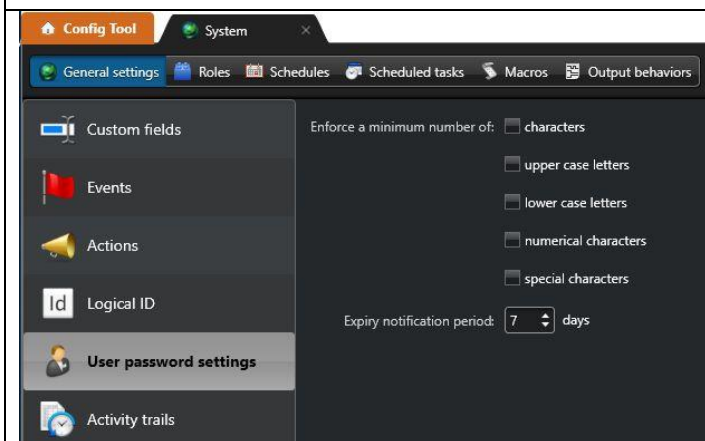 Config Tool System ×
General settings Roles Schedules Scheduled tasks Macros Output behaviors
Custom fields
Events
Actions
Id Logical ID
User password settings
Activity trails
Enforce a minimum number of: characters
upper case letters
lower case letters
numerical characters
special characters
Expiry notification period: 7 days